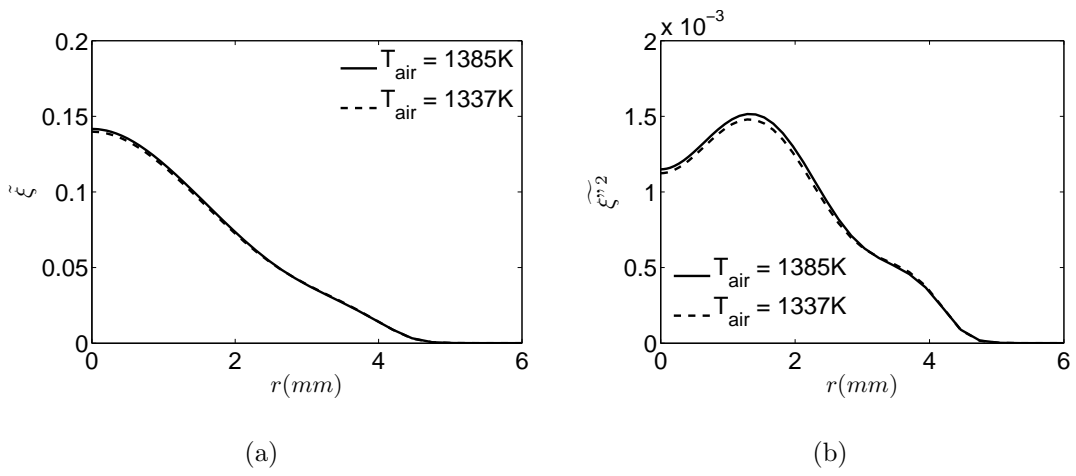 0.2
0.15
0.1
0.05
0
ξ̃
T_air = 1385K
T_air = 1337K
0 2 4 6
r(mm)
(a)
x 10^-3
2
1.5
1
0.5
0
ξ''²
T_air = 1385K
T_air = 1337K
0 2 4 6
r(mm)
(b)